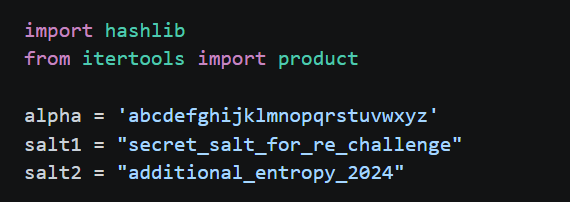 import hashlib
from itertools import product
alpha = 'abcdefghijklmnopqrstuvwxyz'
salt1 = "secret_salt_for_re_challenge"
salt2 = "additional_entropy_2024"